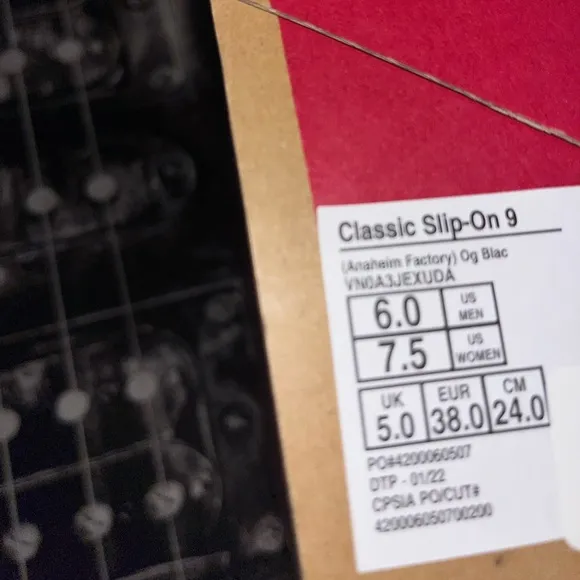 Classic Slip-On 9
(Anaheim Factory) Og Blac
VN0A3JEXUDA
6.0 US MEN
7.5 US WOMEN
UK EUR CM
5.0 38.0 24.0
PO#4200060507
DTP - 01/22
CPSIA PO/CUT#
420006050700200